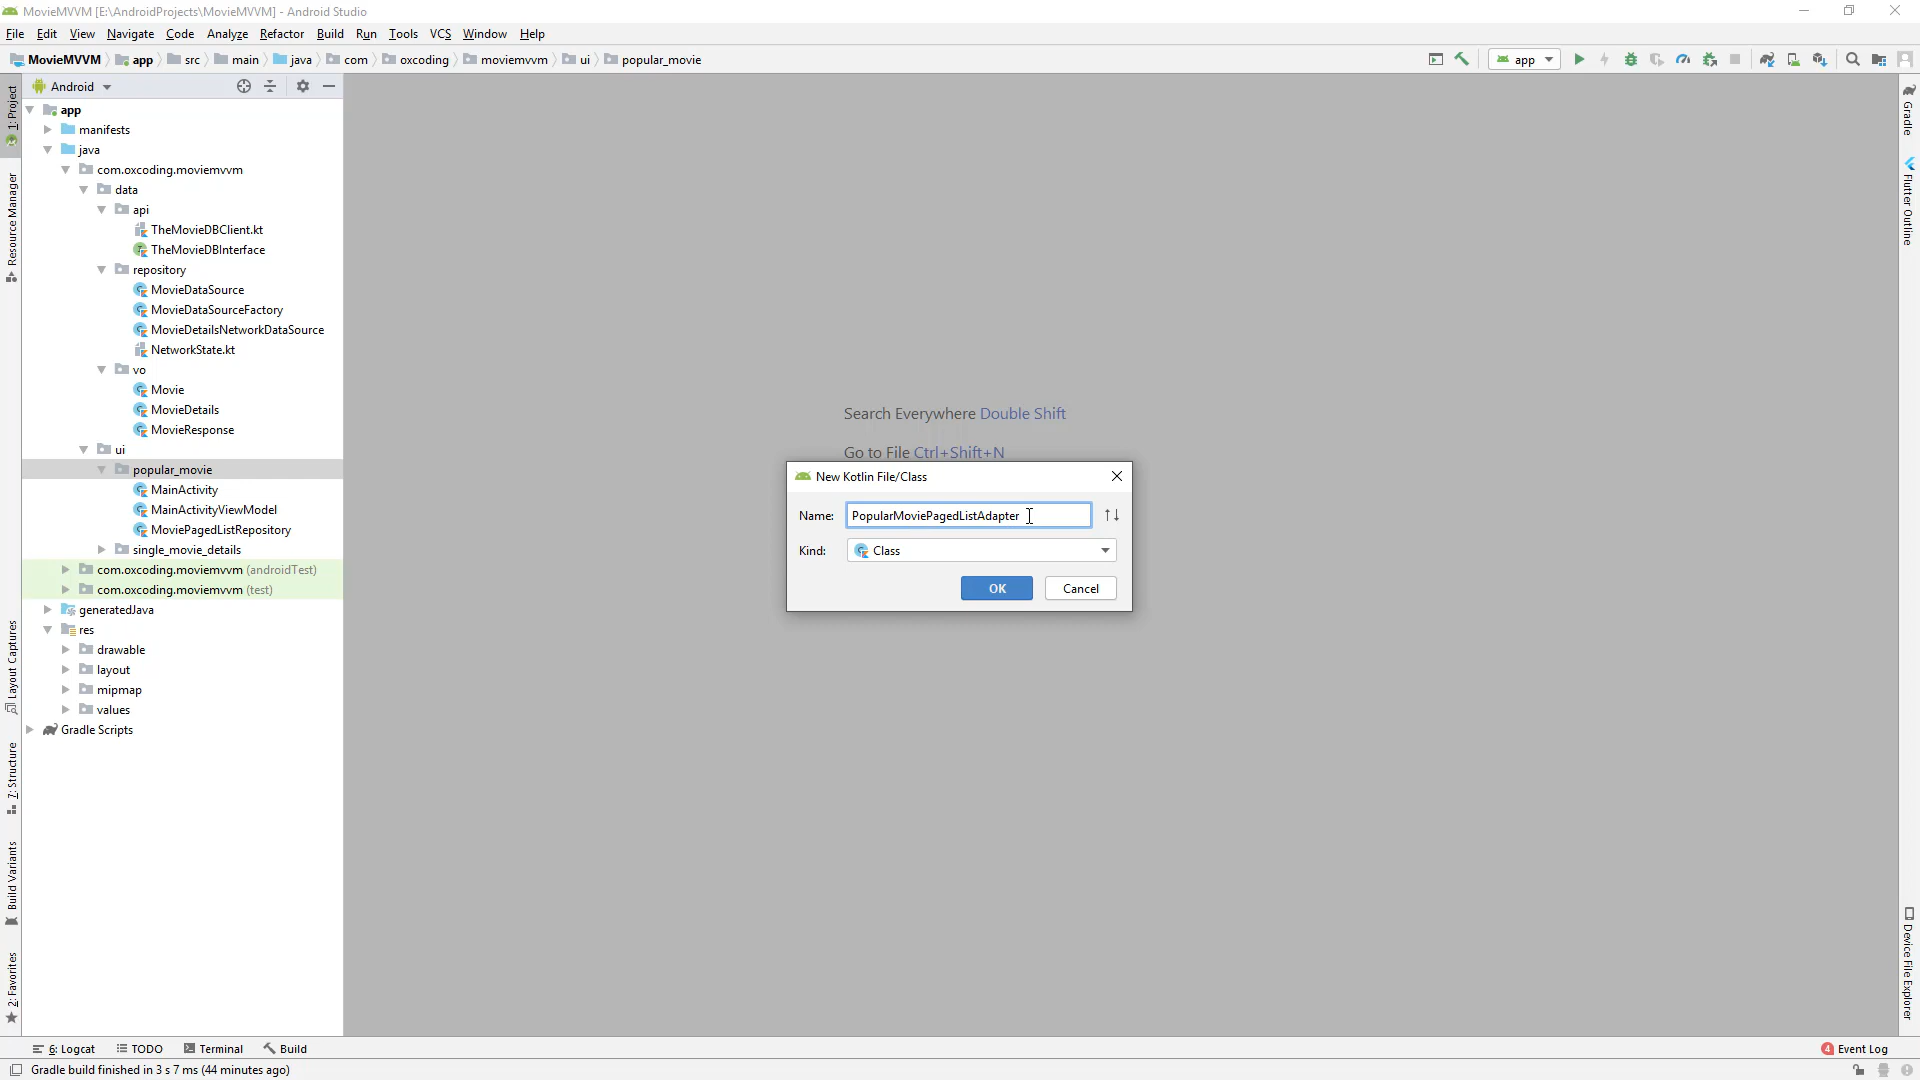 MovieMVVM [E:\AndroidProjects\MovieMVVM] - Android Studio
File Edit View Navigate Code Analyze Refactor Build Run Tools VCS Window Help
MovieMVVM app src main java com oxcoding moviemvvm ui popular_movie
app
Android
app
manifests
java
com.oxcoding.moviemvvm
data
api
TheMovieDBClient.kt
TheMovieDBInterface
repository
MovieDataSource
MovieDataSourceFactory
MovieDetailsNetworkDataSource
NetworkState.kt
vo
Movie
MovieDetails
MovieResponse
ui
popular_movie
MainActivity
MainActivityViewModel
MoviePagedListRepository
single_movie_details
com.oxcoding.moviemvvm (androidTest)
com.oxcoding.moviemvvm (test)
generatedJava
res
drawable
layout
mipmap
values
Gradle Scripts
1: Project
Resource Manager
Layout Captures
7: Structure
Build Variants
2: Favorites
Search Everywhere Double Shift
Go to File Ctrl+Shift+N
New Kotlin File/Class
Name: PopularMoviePagedListAdapter
Kind: Class
OK Cancel
Gradle
Flutter Outline
Device File Explorer
6: Logcat TODO Terminal Build
4 Event Log
Gradle build finished in 3 s 7 ms (44 minutes ago)